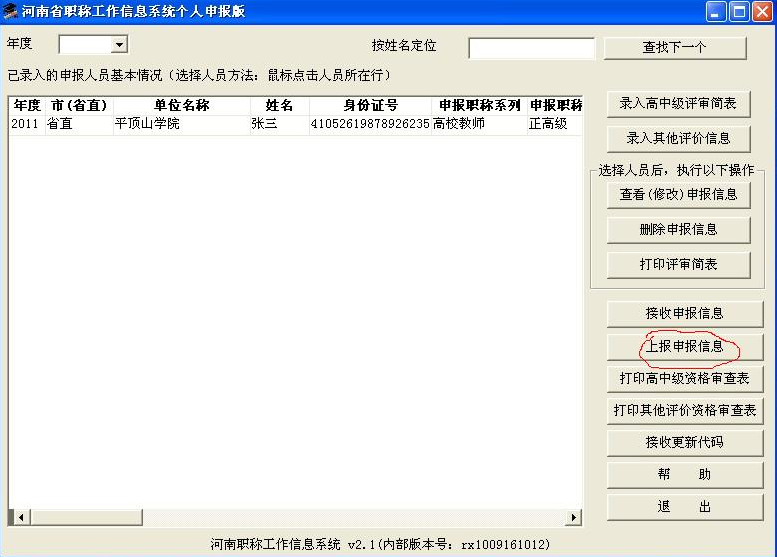 河南省职称工作信息系统个人申报版
年度
按姓名定位
查找下一个
已录入的申报人员基本情况（选择人员方法：鼠标点击人员所在行）
年度 市(省直) 单位名称 姓名 身份证号 申报职称系列 申报职称
2011 省直 平顶山学院 张三 41052619878926235 高校教师 正高级
录入高中级评审简表
录入其他评价信息
选择人员后，执行以下操作
查看(修改)申报信息
删除申报信息
打印评审简表
接收申报信息
上报申报信息
打印高中级资格审查表
打印其他评价资格审查表
接收更新代码
帮 助
退 出
河南职称工作信息系统 v2.1(内部版本号：rx1009161012)